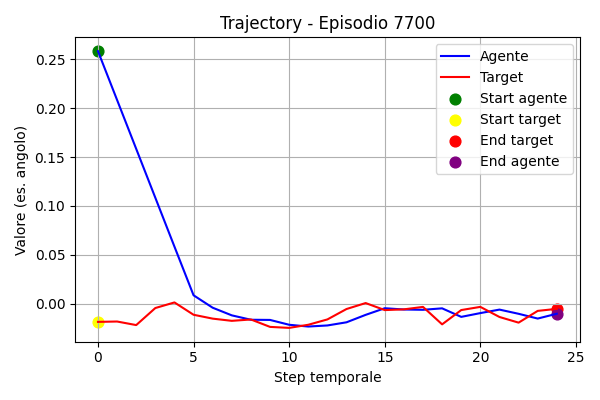 Trajectory - Episodio 7700
Valore (es. angolo)
0.25
0.20
0.15
0.10
0.05
0.00
0
5
10
15
20
25
Step temporale
Agente
Target
Start agente
Start target
End target
End agente